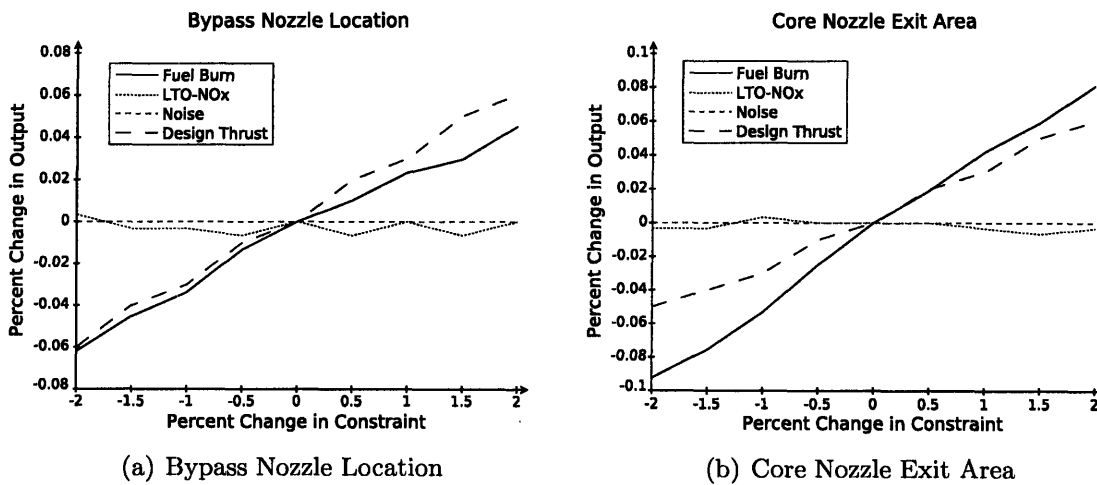 Bypass Nozzle Location
0.08
0.06
0.04
0.02
0
-0.02
-0.04
-0.06
-0.08
Percent Change in Output
Fuel Burn
LTO-NOx
Noise
Design Thrust
-2 -1.5 -1 -0.5 0 0.5 1 1.5 2
Percent Change in Constraint
(a) Bypass Nozzle Location
Core Nozzle Exit Area
0.1
0.08
0.06
0.04
0.02
0
-0.02
-0.04
-0.06
-0.08
-0.1
Percent Change in Output
Fuel Burn
LTO-NOx
Noise
Design Thrust
-2 -1.5 -1 -0.5 0 0.5 1 1.5 2
Percent Change in Constraint
(b) Core Nozzle Exit Area